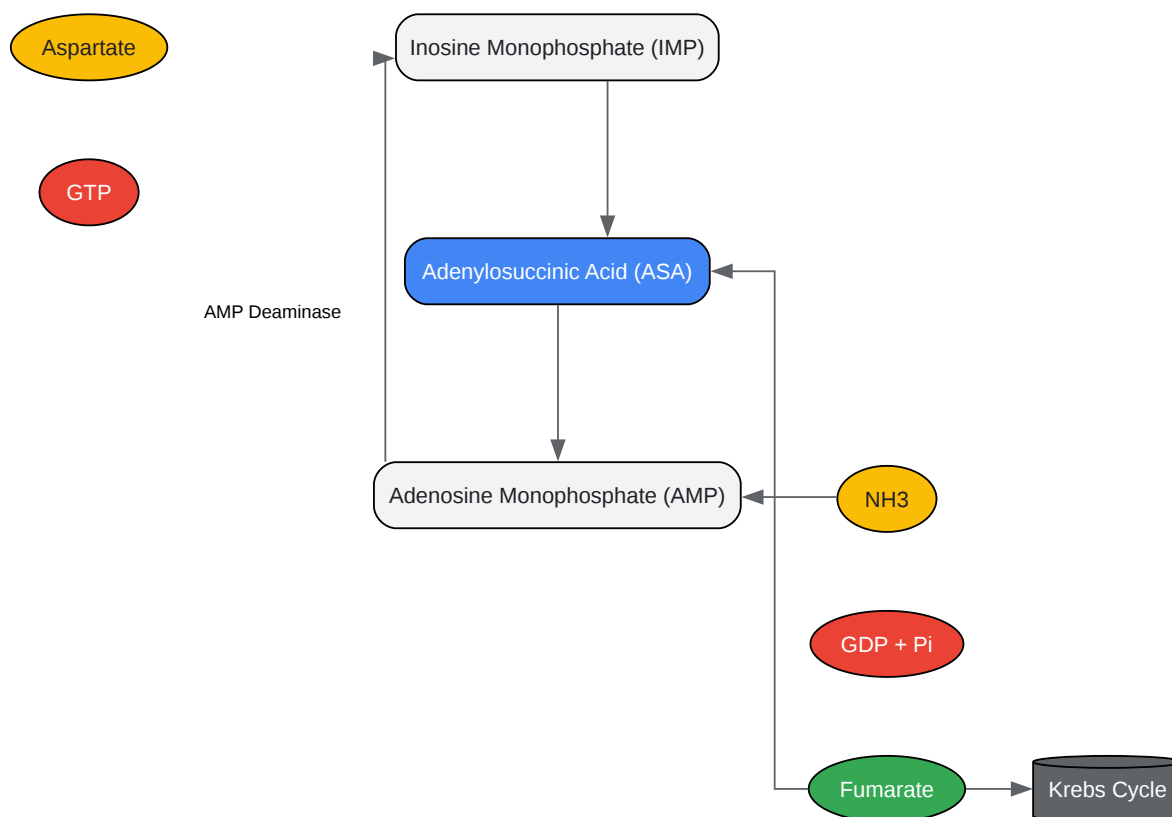 Aspartate
Inosine Monophosphate (IMP)
GTP
Adenylosuccinic Acid (ASA)
AMP Deaminase
Adenosine Monophosphate (AMP)
NH3
GDP + Pi
Fumarate
Krebs Cycle